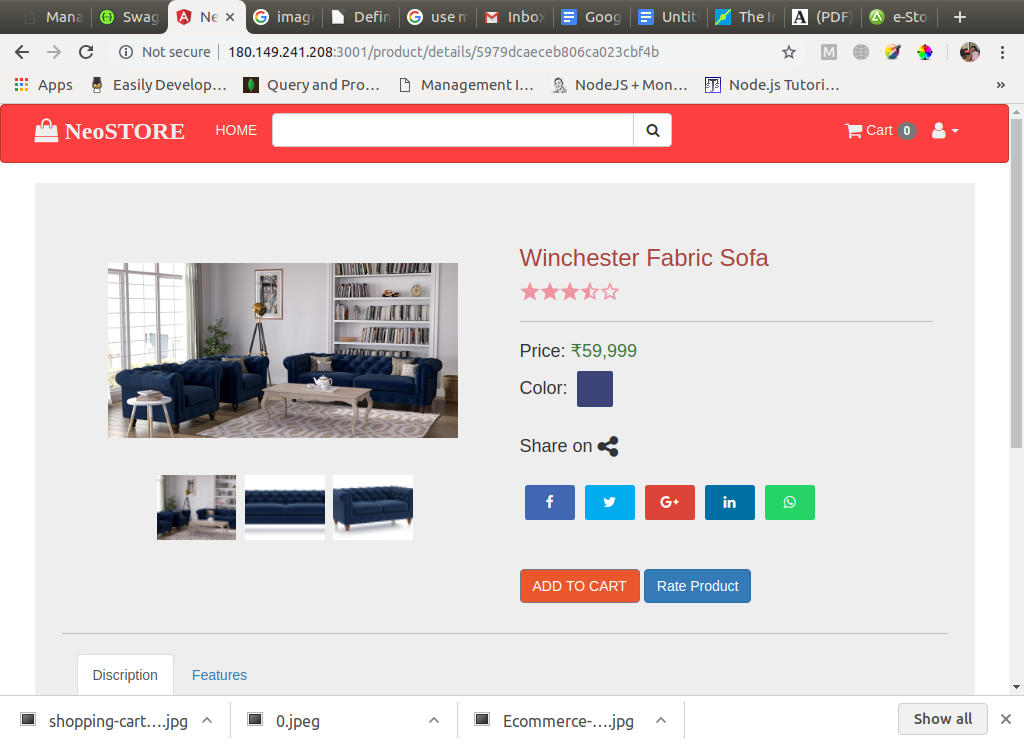 Mana
Swag
Ne
imag
Defin
use m
Inbox
Goog
Untit
The Ir
(PDF)
e-Sto
Not secure
180.149.241.208:3001/product/details/5979dcaeceb806ca023cbf4b
Apps
Easily Develop...
Query and Pro...
Management I...
NodeJS + Mon...
Node.js Tutori...
»
NeoSTORE
HOME
Cart 0
Winchester Fabric Sofa
Price: ₹59,999
Color:
Share on
ADD TO CART
Rate Product
Discription
Features
shopping-cart....jpg
0.jpeg
Ecommerce-....jpg
Show all